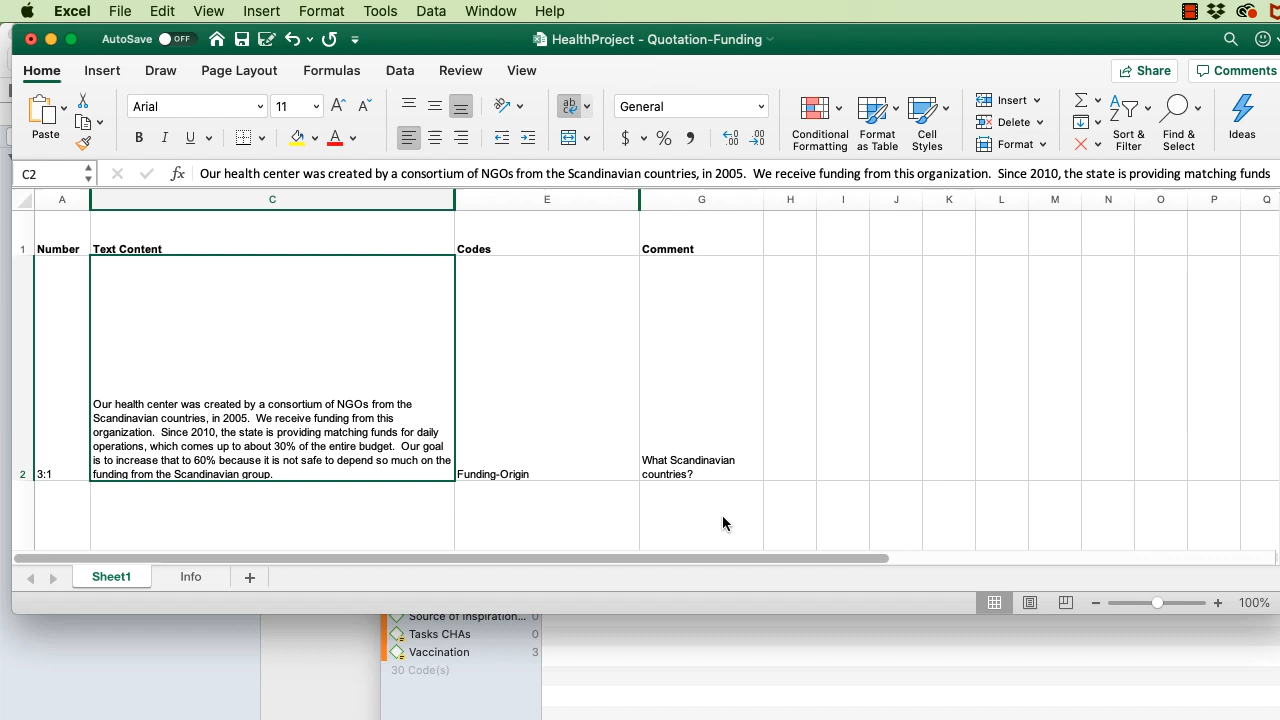 Excel File Edit View Insert Format Tools Data Window Help
AutoSave OFF HealthProject - Quotation-Funding
Home Insert Draw Page Layout Formulas Data Review View Share Comments
Paste Arial 11 A A ab General Conditional Formatting Format as Table Cell Styles Insert Delete Format Sort & Filter Find & Select Ideas
B I U A $ %
C2 fx Our health center was created by a consortium of NGOs from the Scandinavian countries, in 2005. We receive funding from this organization. Since 2010, the state is providing matching funds
A C E G H I J K L M N O P Q
1 Number Text Content Codes Comment
Our health center was created by a consortium of NGOs from the
Scandinavian countries, in 2005. We receive funding from this
organization. Since 2010, the state is providing matching funds for daily
operations, which comes up to about 30% of the entire budget. Our goal
is to increase that to 60% because it is not safe to depend so much on the
funding from the Scandinavian group.
What Scandinavian
countries?
2 3:1 Funding-Origin
Sheet1 Info +
100%
Source of Inspiration... 0
Tasks CHAs 0
Vaccination 3
30 Code(s)